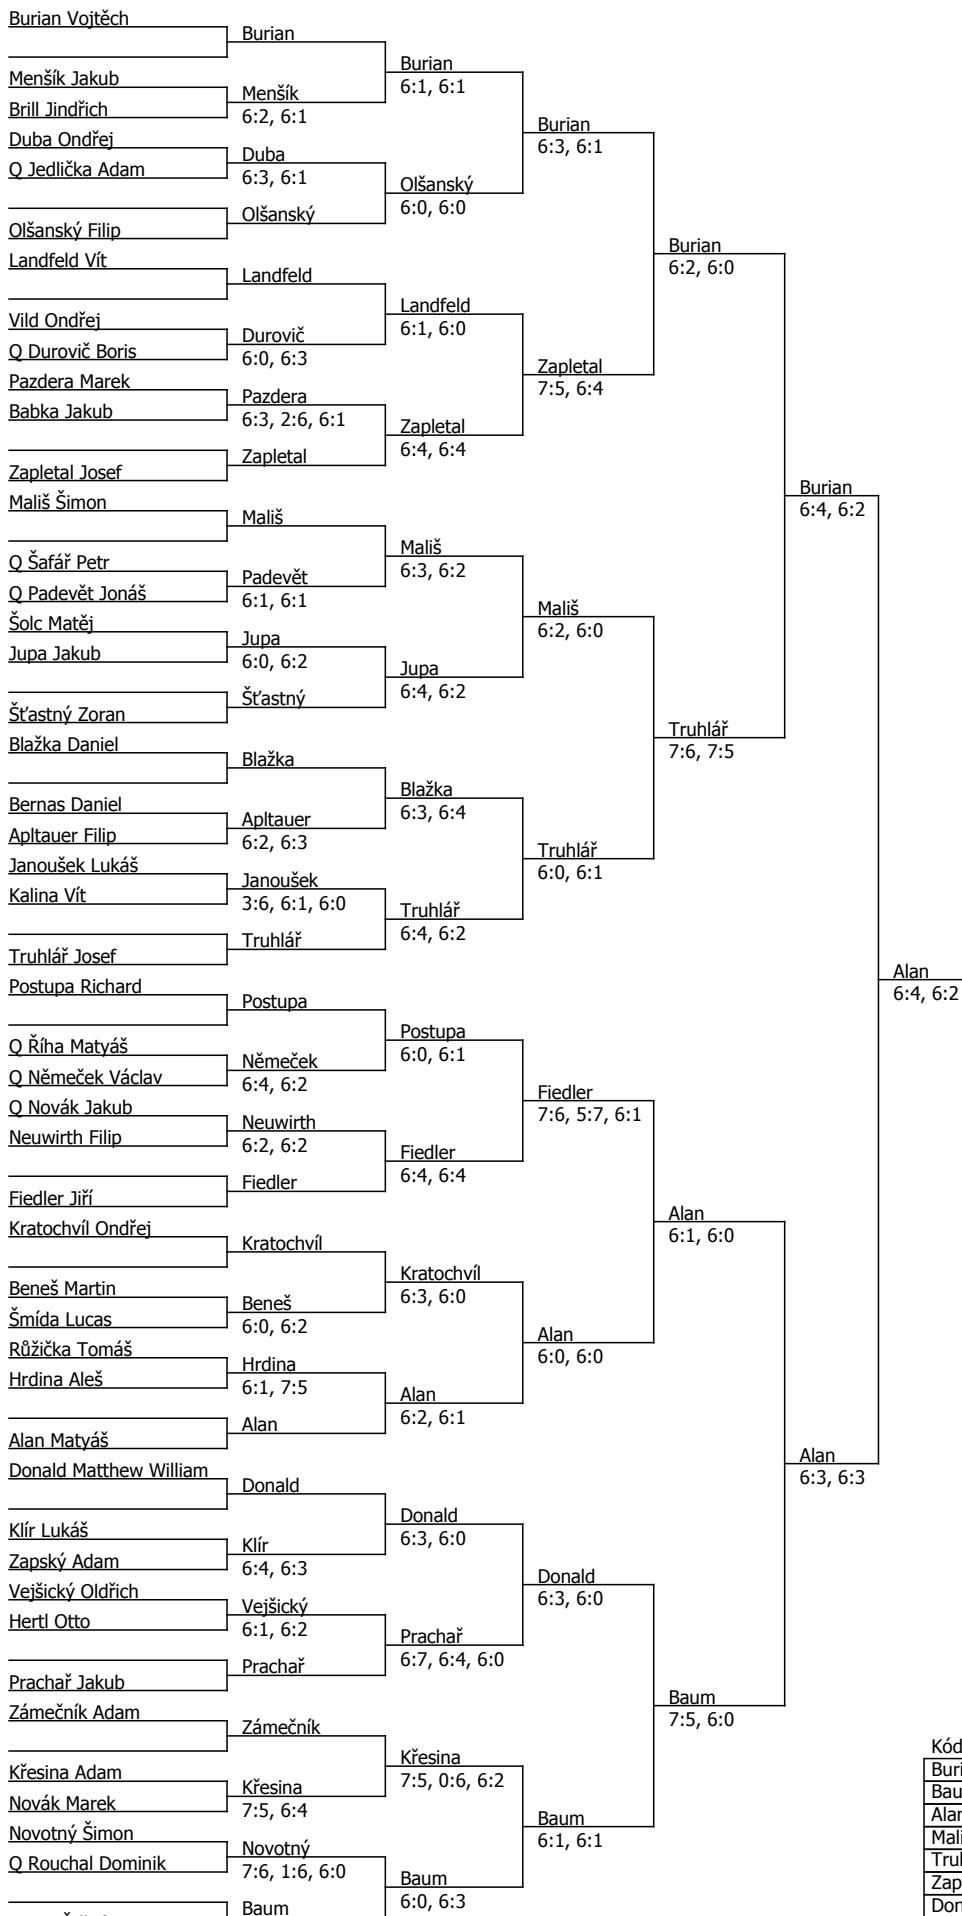 Burian Vojtěch
Burian
Burian
6:1, 6:1
Menšík Jakub
Menšík
6:2, 6:1
Brill Jindřich
Burian
6:3, 6:1
Duba Ondřej
Duba
6:3, 6:1
Q Jedlička Adam
Olšanský
6:0, 6:0
Olšanský
Olšanský Filip
Burian
6:2, 6:0
Landfeld Vít
Landfeld
Landfeld
6:1, 6:0
Vild Ondřej
Durovič
6:0, 6:3
Q Durovič Boris
Zapletal
7:5, 6:4
Pazdera Marek
Pazdera
6:3, 2:6, 6:1
Babka Jakub
Zapletal
6:4, 6:4
Zapletal
Zapletal Josef
Burian
6:4, 6:2
Mališ Šimon
Mališ
Mališ
6:3, 6:2
Q Šafář Petr
Padevět
6:1, 6:1
Q Padevět Jonáš
Mališ
6:2, 6:0
Šolc Matěj
Jupa
6:0, 6:2
Jupa Jakub
Jupa
6:4, 6:2
Šťastný
Šťastný Zoran
Truhlář
7:6, 7:5
Blažka Daniel
Blažka
Blažka
6:3, 6:4
Bernas Daniel
Apltauer
6:2, 6:3
Apltauer Filip
Truhlář
6:0, 6:1
Janoušek Lukáš
Janoušek
3:6, 6:1, 6:0
Kalina Vít
Truhlář
6:4, 6:2
Truhlář
Truhlář Josef
Alan
6:4, 6:2
Postupa Richard
Postupa
Postupa
6:0, 6:1
Q Říha Matyáš
Němeček
6:4, 6:2
Q Němeček Václav
Fiedler
7:6, 5:7, 6:1
Q Novák Jakub
Neuwirth
6:2, 6:2
Neuwirth Filip
Fiedler
6:4, 6:4
Fiedler
Fiedler Jiří
Alan
6:1, 6:0
Kratochvíl Ondřej
Kratochvíl
Kratochvíl
6:3, 6:0
Beneš Martin
Beneš
6:0, 6:2
Šmída Lucas
Alan
6:0, 6:0
Růžička Tomáš
Hrdina
6:1, 7:5
Hrdina Aleš
Alan
6:2, 6:1
Alan
Alan Matyáš
Alan
6:3, 6:3
Donald Matthew William
Donald
Donald
6:3, 6:0
Klír Lukáš
Klír
6:4, 6:3
Zapský Adam
Donald
6:3, 6:0
Vejšický Oldřich
Vejšický
6:1, 6:2
Hertl Otto
Prachař
6:7, 6:4, 6:0
Prachař
Prachař Jakub
Baum
7:5, 6:0
Zámečník Adam
Zámečník
Křesina
7:5, 0:6, 6:2
Křesina Adam
Křesina
7:5, 6:4
Novák Marek
Baum
6:1, 6:1
Novotný Šimon
Novotný
7:6, 1:6, 6:0
Q Rouchal Dominik
Baum
6:0, 6:3
Baum
Kód
Buri
Bau
Alan
Mali
Trul
Zap
Don